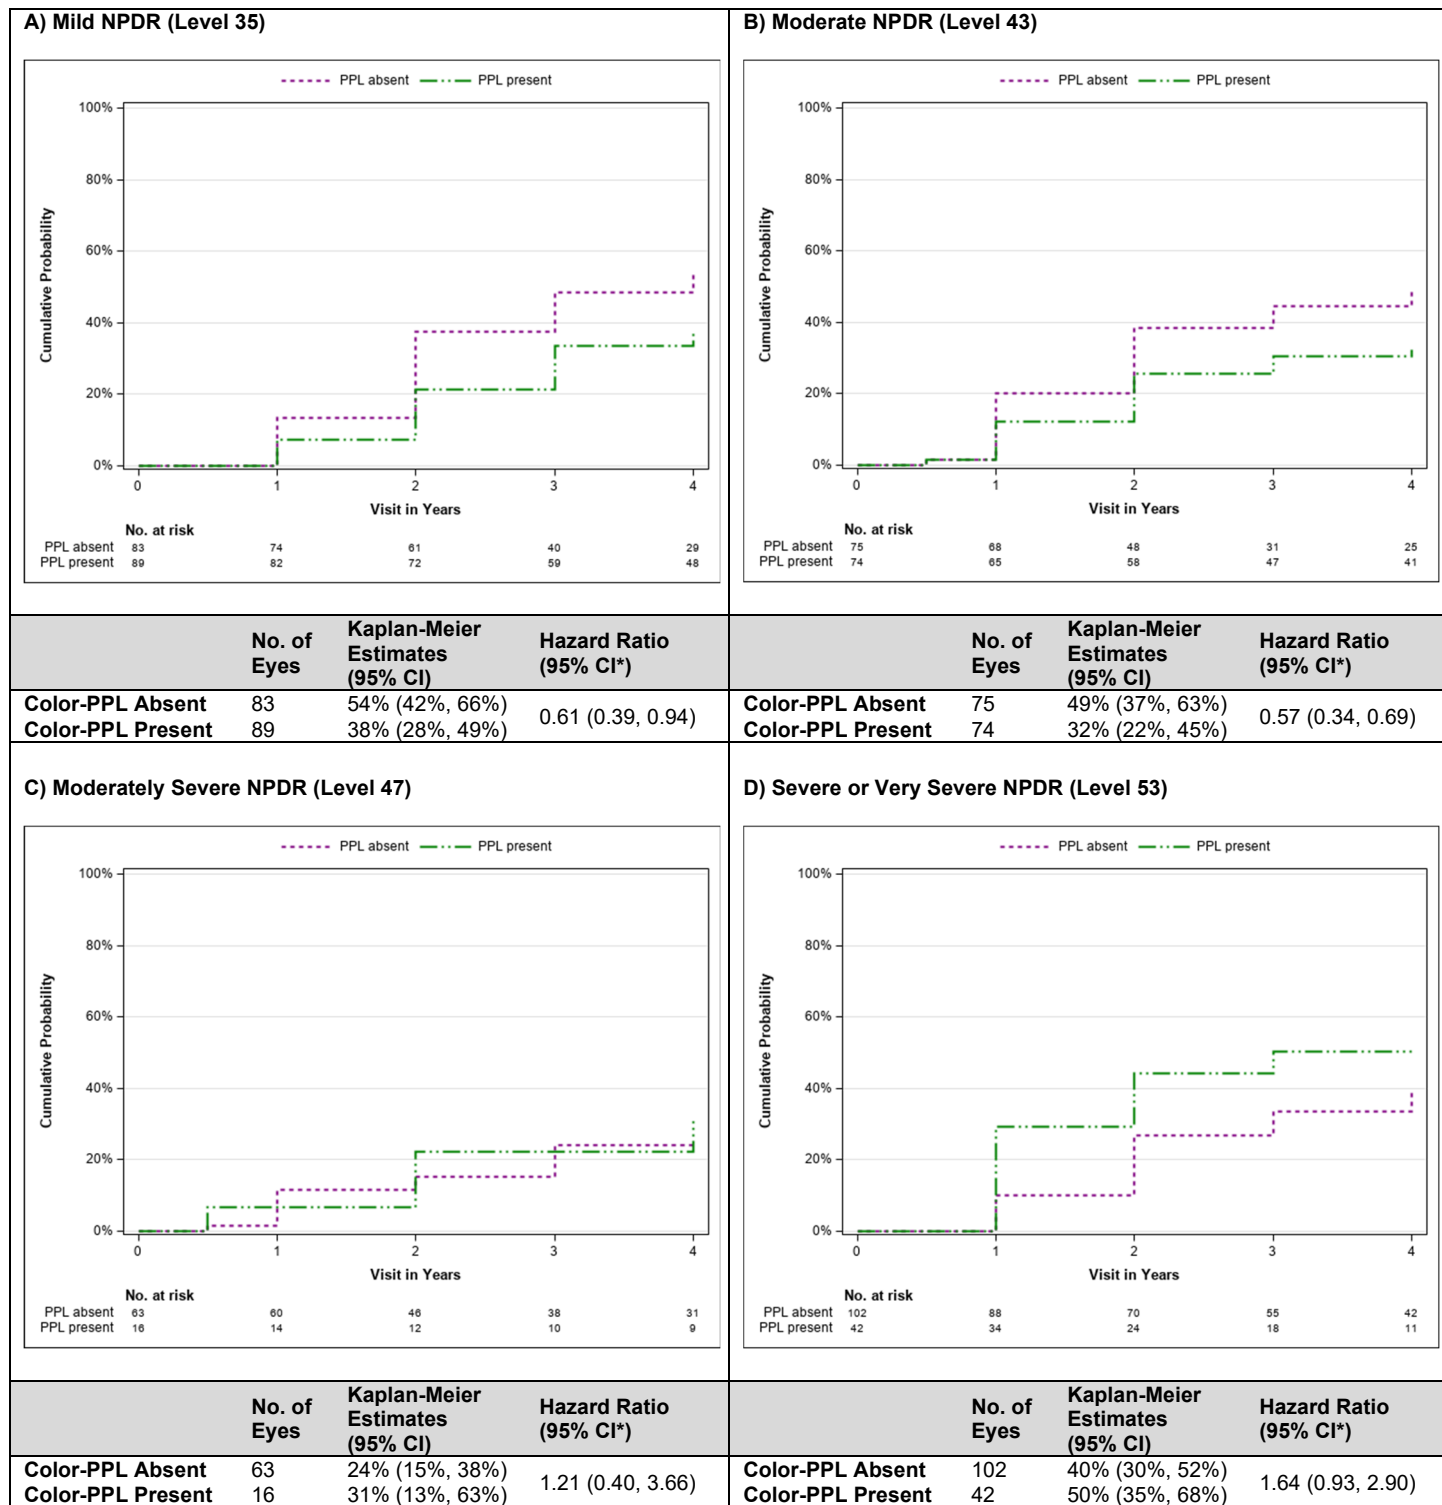 A) Mild NPDR (Level 35)
PPL absent PPL present
100%
80%
60%
40%
20%
0%
Cumulative Probability
0 1 2 3 4
Visit in Years
No. at risk
PPL absent 83 74 61 40 29
PPL present 89 82 72 59 48
No. of Eyes Kaplan-Meier Estimates (95% CI) Hazard Ratio (95% CI*)
Color-PPL Absent 83 54% (42%, 66%) 0.61 (0.39, 0.94)
Color-PPL Present 89 38% (28%, 49%)
B) Moderate NPDR (Level 43)
PPL absent PPL present
100%
80%
60%
40%
20%
0%
Cumulative Probability
0 1 2 3 4
Visit in Years
No. at risk
PPL absent 75 68 48 31 25
PPL present 74 65 58 47 41
No. of Eyes Kaplan-Meier Estimates (95% CI) Hazard Ratio (95% CI*)
Color-PPL Absent 75 49% (37%, 63%) 0.57 (0.34, 0.69)
Color-PPL Present 74 32% (22%, 45%)
C) Moderately Severe NPDR (Level 47)
PPL absent PPL present
100%
80%
60%
40%
20%
0%
Cumulative Probability
0 1 2 3 4
Visit in Years
No. at risk
PPL absent 63 60 46 38 31
PPL present 16 14 12 10 9
No. of Eyes Kaplan-Meier Estimates (95% CI) Hazard Ratio (95% CI*)
Color-PPL Absent 63 24% (15%, 38%) 1.21 (0.40, 3.66)
Color-PPL Present 16 31% (13%, 63%)
D) Severe or Very Severe NPDR (Level 53)
PPL absent PPL present
100%
80%
60%
40%
20%
0%
Cumulative Probability
0 1 2 3 4
Visit in Years
No. at risk
PPL absent 102 88 70 55 42
PPL present 42 34 24 18 11
No. of Eyes Kaplan-Meier Estimates (95% CI) Hazard Ratio (95% CI*)
Color-PPL Absent 102 40% (30%, 52%) 1.64 (0.93, 2.90)
Color-PPL Present 42 50% (35%, 68%)